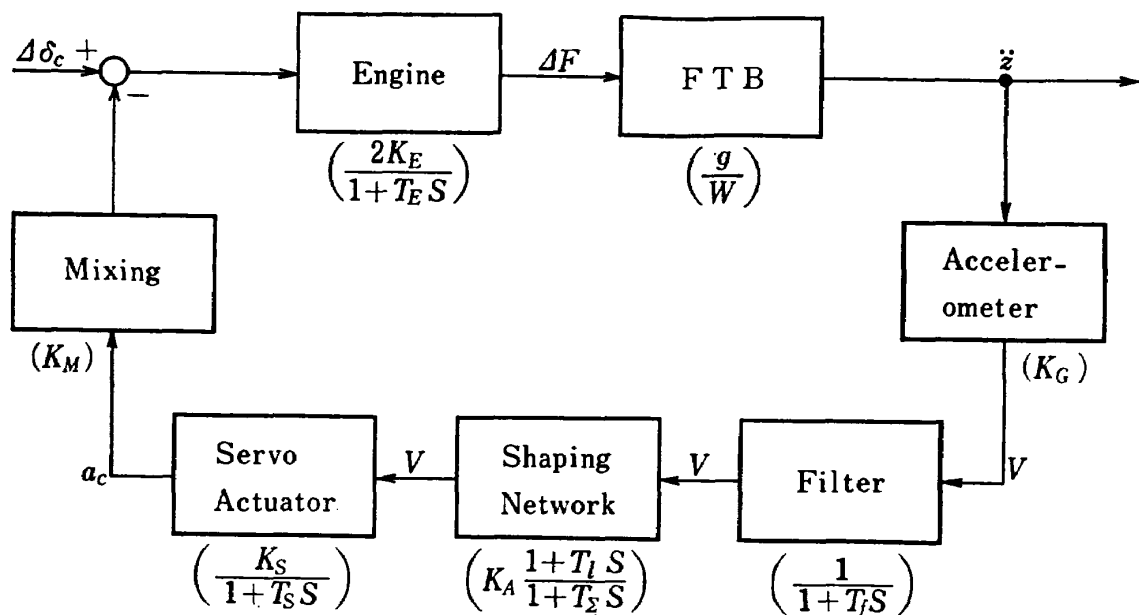 Δδc +
−
Engine
(2K_E / (1+T_E S))
ΔF
F T B
(g / W)
z̈
Acceler-
ometer
(K_G)
V
Filter
(1 / (1+T_f S))
V
Shaping
Network
(K_A (1+T_l S) / (1+T_Σ S))
V
Servo
Actuator
(K_S / (1+T_S S))
a_c
Mixing
(K_M)